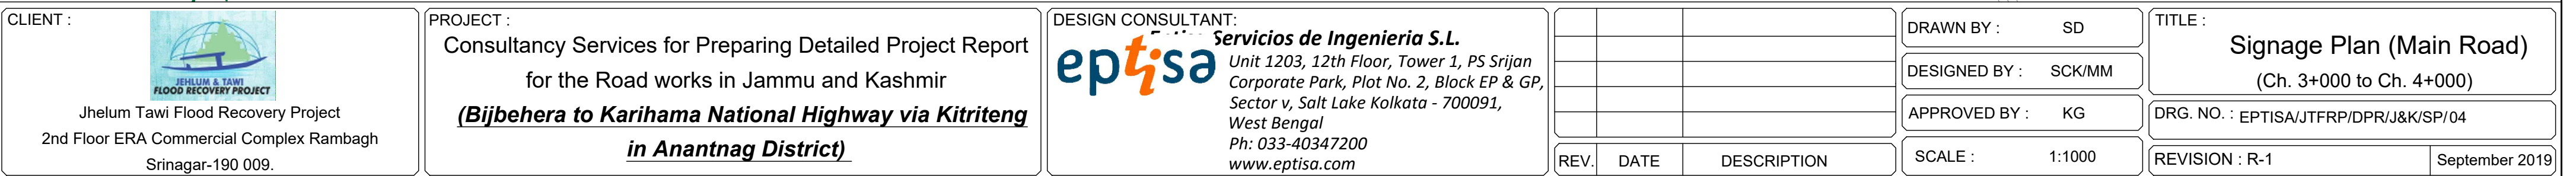 CLIENT :
JEHLUM & TAWI
FLOOD RECOVERY PROJECT
Jhelum Tawi Flood Recovery Project
2nd Floor ERA Commercial Complex Rambagh
Srinagar-190 009.
PROJECT :
Consultancy Services for Preparing Detailed Project Report
for the Road works in Jammu and Kashmir
(Bijbehera to Karihama National Highway via Kitriteng
in Anantnag District)
DESIGN CONSULTANT:
Servicios de Ingenieria S.L.
eptisa
Unit 1203, 12th Floor, Tower 1, PS Srijan
Corporate Park, Plot No. 2, Block EP & GP,
Sector v, Salt Lake Kolkata - 700091,
West Bengal
Ph: 033-40347200
www.eptisa.com
REV. DATE DESCRIPTION
DRAWN BY : SD
DESIGNED BY : SCK/MM
APPROVED BY : KG
SCALE : 1:1000
TITLE :
Signage Plan (Main Road)
(Ch. 3+000 to Ch. 4+000)
DRG. NO. : EPTISA/JTFRP/DPR/J&K/SP/04
REVISION : R-1 September 2019